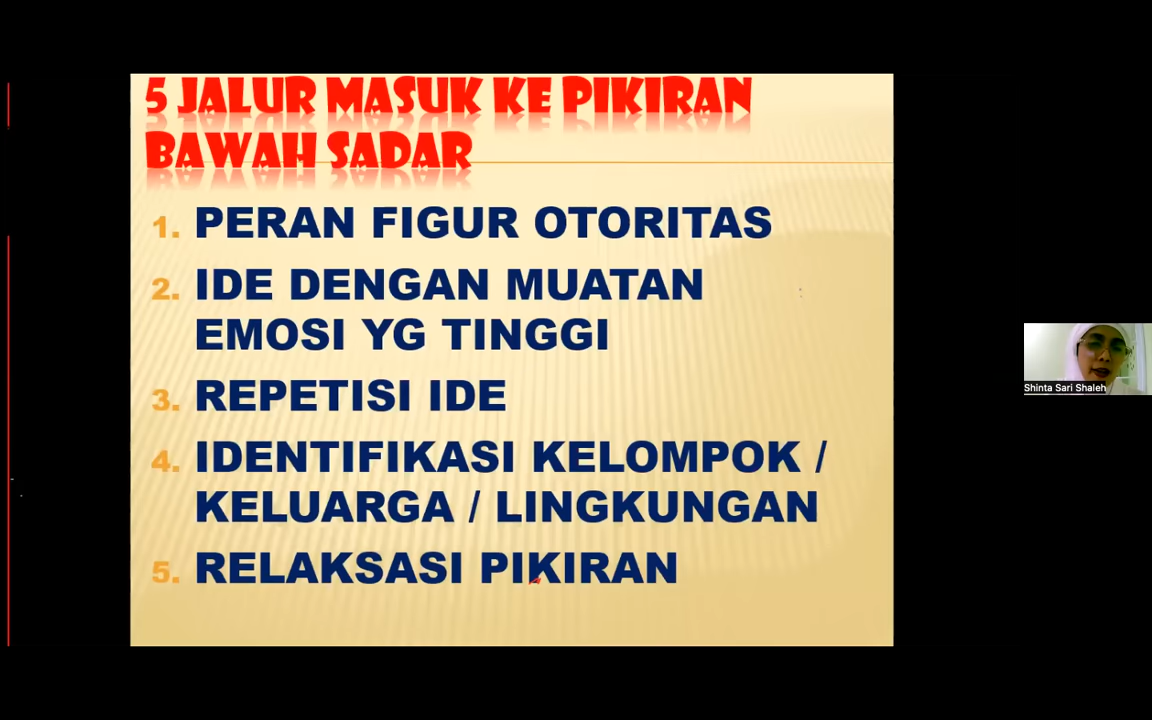 5 JALUR MASUK KE PIKIRAN
BAWAH SADAR
1. PERAN FIGUR OTORITAS
2. IDE DENGAN MUATAN
EMOSI YG TINGGI
3. REPETISI IDE
4. IDENTIFIKASI KELOMPOK /
KELUARGA / LINGKUNGAN
5. RELAKSASI PIKIRAN
Shinta Sari Shaleh